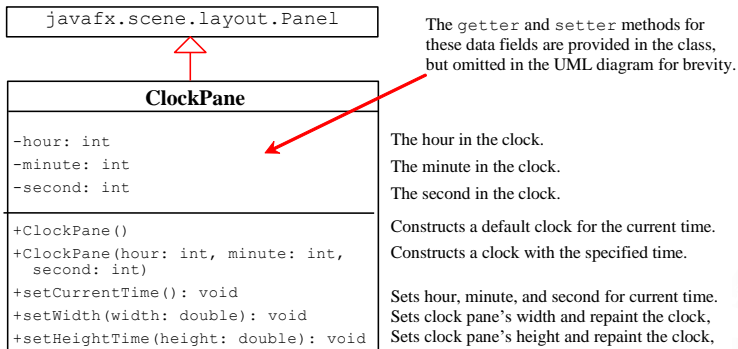 javafx.scene.layout.Panel
The getter and setter methods for
these data fields are provided in the class,
but omitted in the UML diagram for brevity.
ClockPane
-hour: int
The hour in the clock.
-minute: int
The minute in the clock.
-second: int
The second in the clock.
+ClockPane()
Constructs a default clock for the current time.
+ClockPane(hour: int, minute: int,
second: int)
Constructs a clock with the specified time.
+setCurrentTime(): void
Sets hour, minute, and second for current time.
+setWidth(width: double): void
Sets clock pane's width and repaint the clock,
+setHeightTime(height: double): void
Sets clock pane's height and repaint the clock,